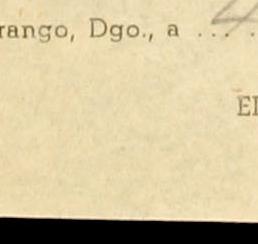 rango, Dgo., a ....
El